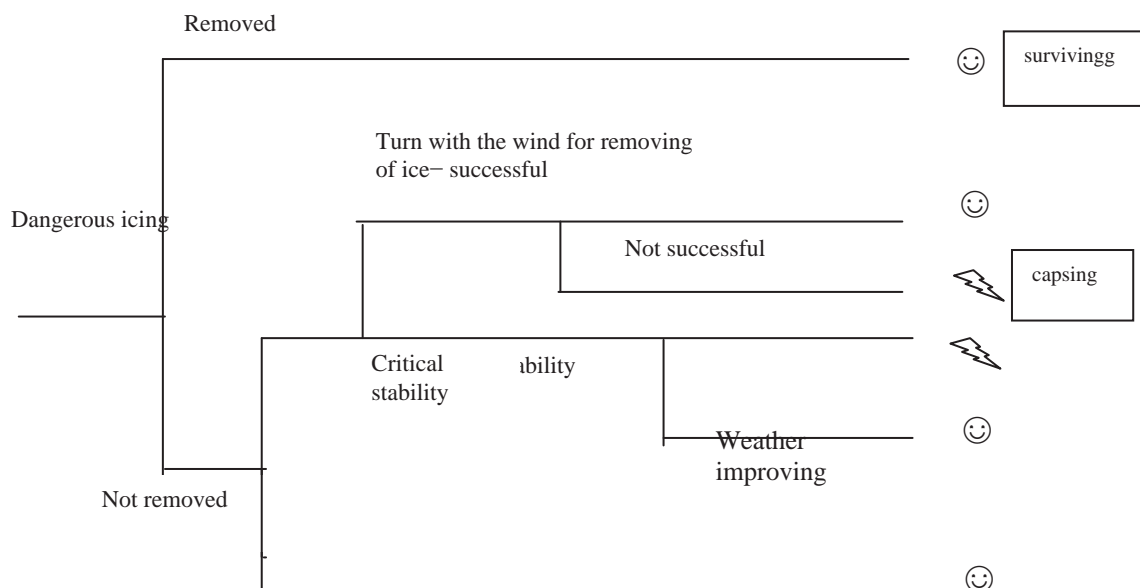 Removed
survivingg
Turn with the wind for removing
of ice− successful
Dangerous icing
Not successful
capsing
Critical
stability
ability
Weather
improving
Not removed